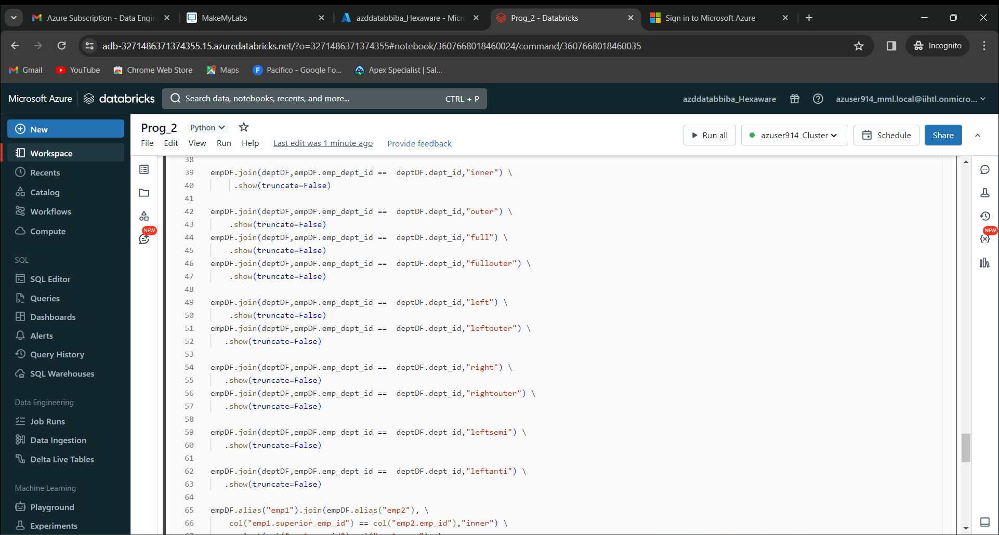 Azure Subscription - Data Engin
MakeMyLabs
azddatabbiba_Hexaware - Micro
Prog_2 - Databricks
Sign in to Microsoft Azure
adb-3271486371374355.15.azuredatabricks.net/?o=3271486371374355#notebook/3607668018460024/command/3607668018460035
Incognito
Gmail
YouTube
Chrome Web Store
Maps
Pacifico - Google Fo...
Apex Specialist | Sal...
Microsoft Azure
databricks
Search data, notebooks, recents, and more...
CTRL + P
azddatabbiba_Hexaware
azuser914_mml.local@iihtl.onmicro...
New
Workspace
Recents
Catalog
Workflows
Compute
SQL
SQL Editor
Queries
Dashboards
Alerts
Query History
SQL Warehouses
Data Engineering
Job Runs
Data Ingestion
Delta Live Tables
Machine Learning
Playground
Experiments
Prog_2
Python
File Edit View Run Help
Last edit was 1 minute ago
Provide feedback
Run all
azuser914_Cluster
Schedule
Share
NEW
NEW
38
39 empDF.join(deptDF,empDF.emp_dept_id ==  deptDF.dept_id,"inner") \
40      .show(truncate=False)
41
42 empDF.join(deptDF,empDF.emp_dept_id ==  deptDF.dept_id,"outer") \
43     .show(truncate=False)
44 empDF.join(deptDF,empDF.emp_dept_id ==  deptDF.dept_id,"full") \
45     .show(truncate=False)
46 empDF.join(deptDF,empDF.emp_dept_id ==  deptDF.dept_id,"fullouter") \
47     .show(truncate=False)
48
49 empDF.join(deptDF,empDF.emp_dept_id ==  deptDF.dept_id,"left") \
50     .show(truncate=False)
51 empDF.join(deptDF,empDF.emp_dept_id ==  deptDF.dept_id,"leftouter") \
52    .show(truncate=False)
53
54 empDF.join(deptDF,empDF.emp_dept_id ==  deptDF.dept_id,"right") \
55    .show(truncate=False)
56 empDF.join(deptDF,empDF.emp_dept_id ==  deptDF.dept_id,"rightouter") \
57    .show(truncate=False)
58
59 empDF.join(deptDF,empDF.emp_dept_id ==  deptDF.dept_id,"leftsemi") \
60    .show(truncate=False)
61
62 empDF.join(deptDF,empDF.emp_dept_id ==  deptDF.dept_id,"leftanti") \
63    .show(truncate=False)
64
65 empDF.alias("emp1").join(empDF.alias("emp2"), \
66     col("emp1.superior_emp_id") == col("emp2.emp_id"),"inner") \